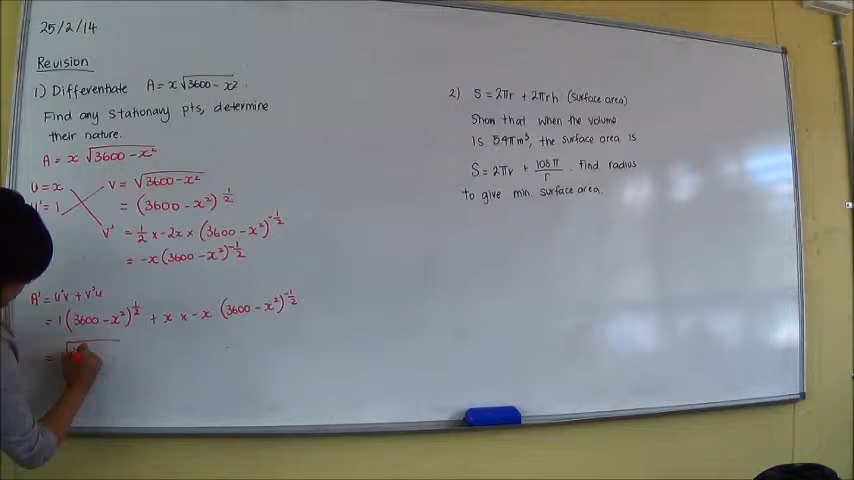 25/2/14
Revision
1) Differentiate A = x √3600 - x²
Find any stationary pts, determine
their nature.
A = x √3600 - x²
u = x v = √3600 - x²
u' = 1 = (3600 - x²)^½
v' = ½ x -2x x (3600 - x²)^-½
= -x (3600 - x²)^-½
A' = u'v + v'u
= 1 (3600 - x²)^½ + x x -x (3600 - x²)^-½
= √
2) S = 2πr + 2πrh (surface area)
Show that when the volume
is 54πm³, the surface area is
S = 2πr + 108π/r . Find radius
to give min. surface area.